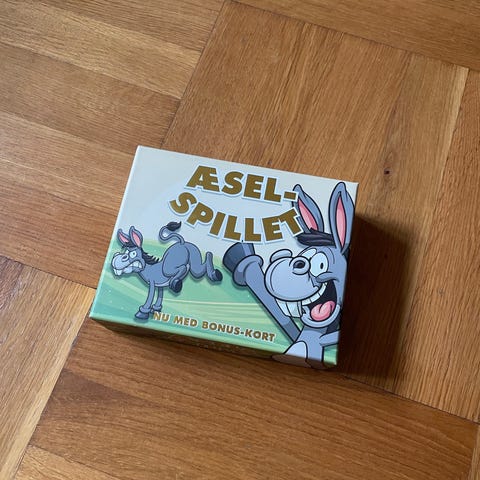 ÆSEL-
SPILLET
NU MED BONUS-KORT